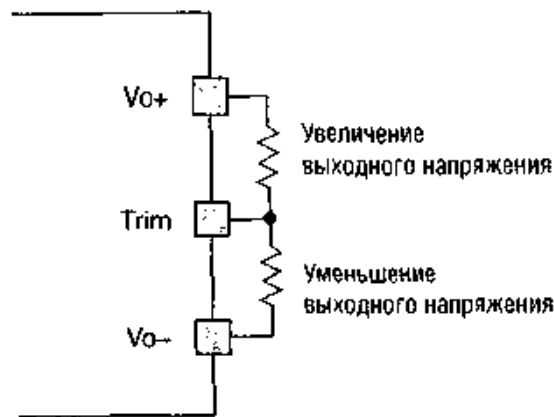 Vo+
Увеличение
выходного напряжения
Trim
Уменьшение
выходного напряжения
Vo–